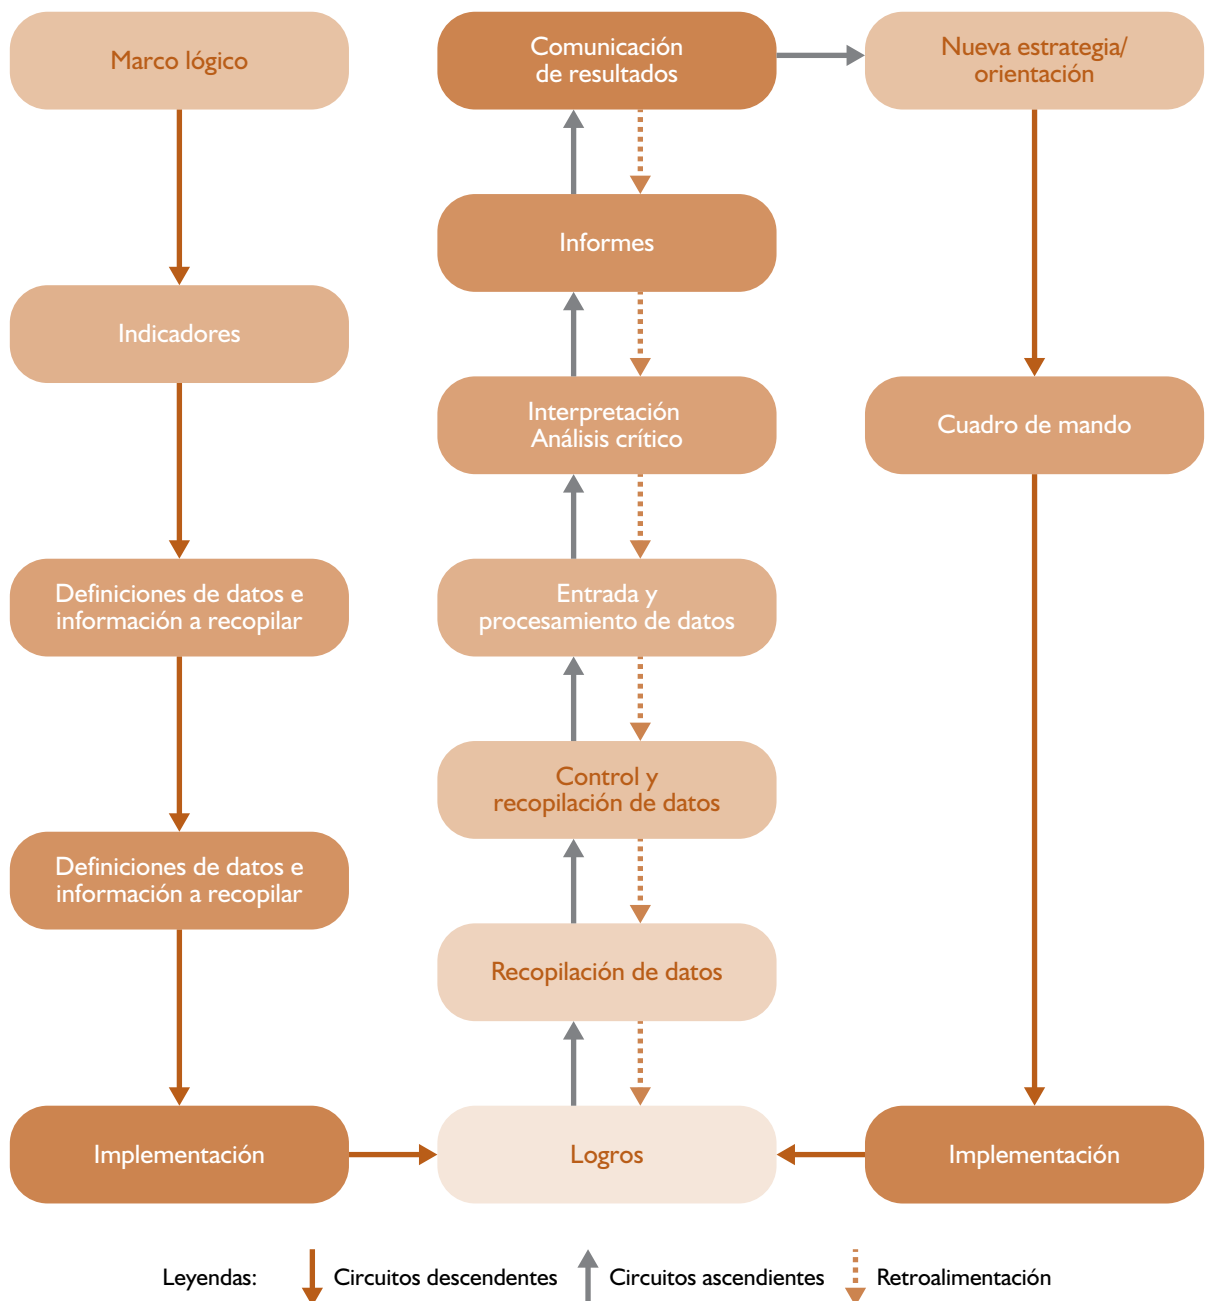 Marco lógico
Indicadores
Definiciones de datos e
información a recopilar
Definiciones de datos e
información a recopilar
Implementación
Comunicación
de resultados
Informes
Interpretación
Análisis crítico
Entrada y
procesamiento de datos
Control y
recopilación de datos
Recopilación de datos
Logros
Nueva estrategia/
orientación
Cuadro de mando
Implementación
Leyendas:
Circuitos descendentes
Circuitos ascendientes
Retroalimentación